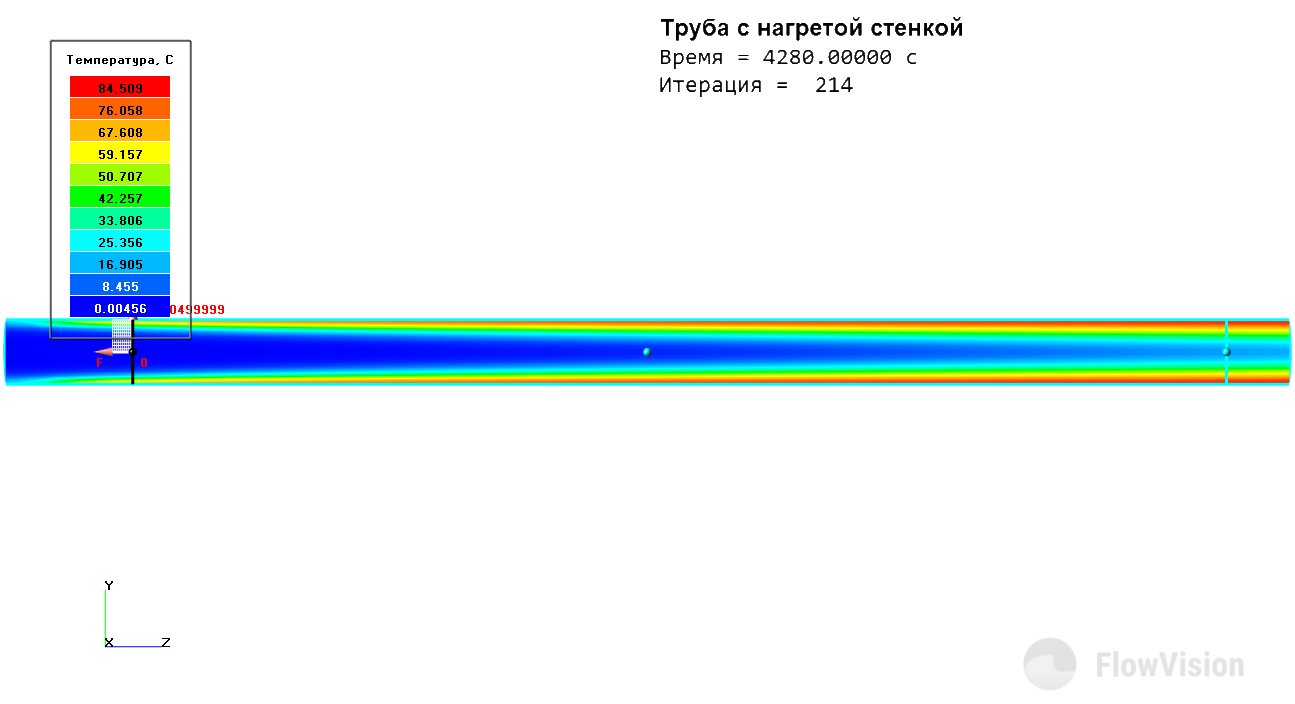 Труба с нагретой стенкой
Время = 4280.00000 с
Итерация = 214
Температура, C
84.509
76.058
67.608
59.157
50.707
42.257
33.806
25.356
16.905
8.455
0.00456
0499999
F
0
Y
X
Z
FlowVision